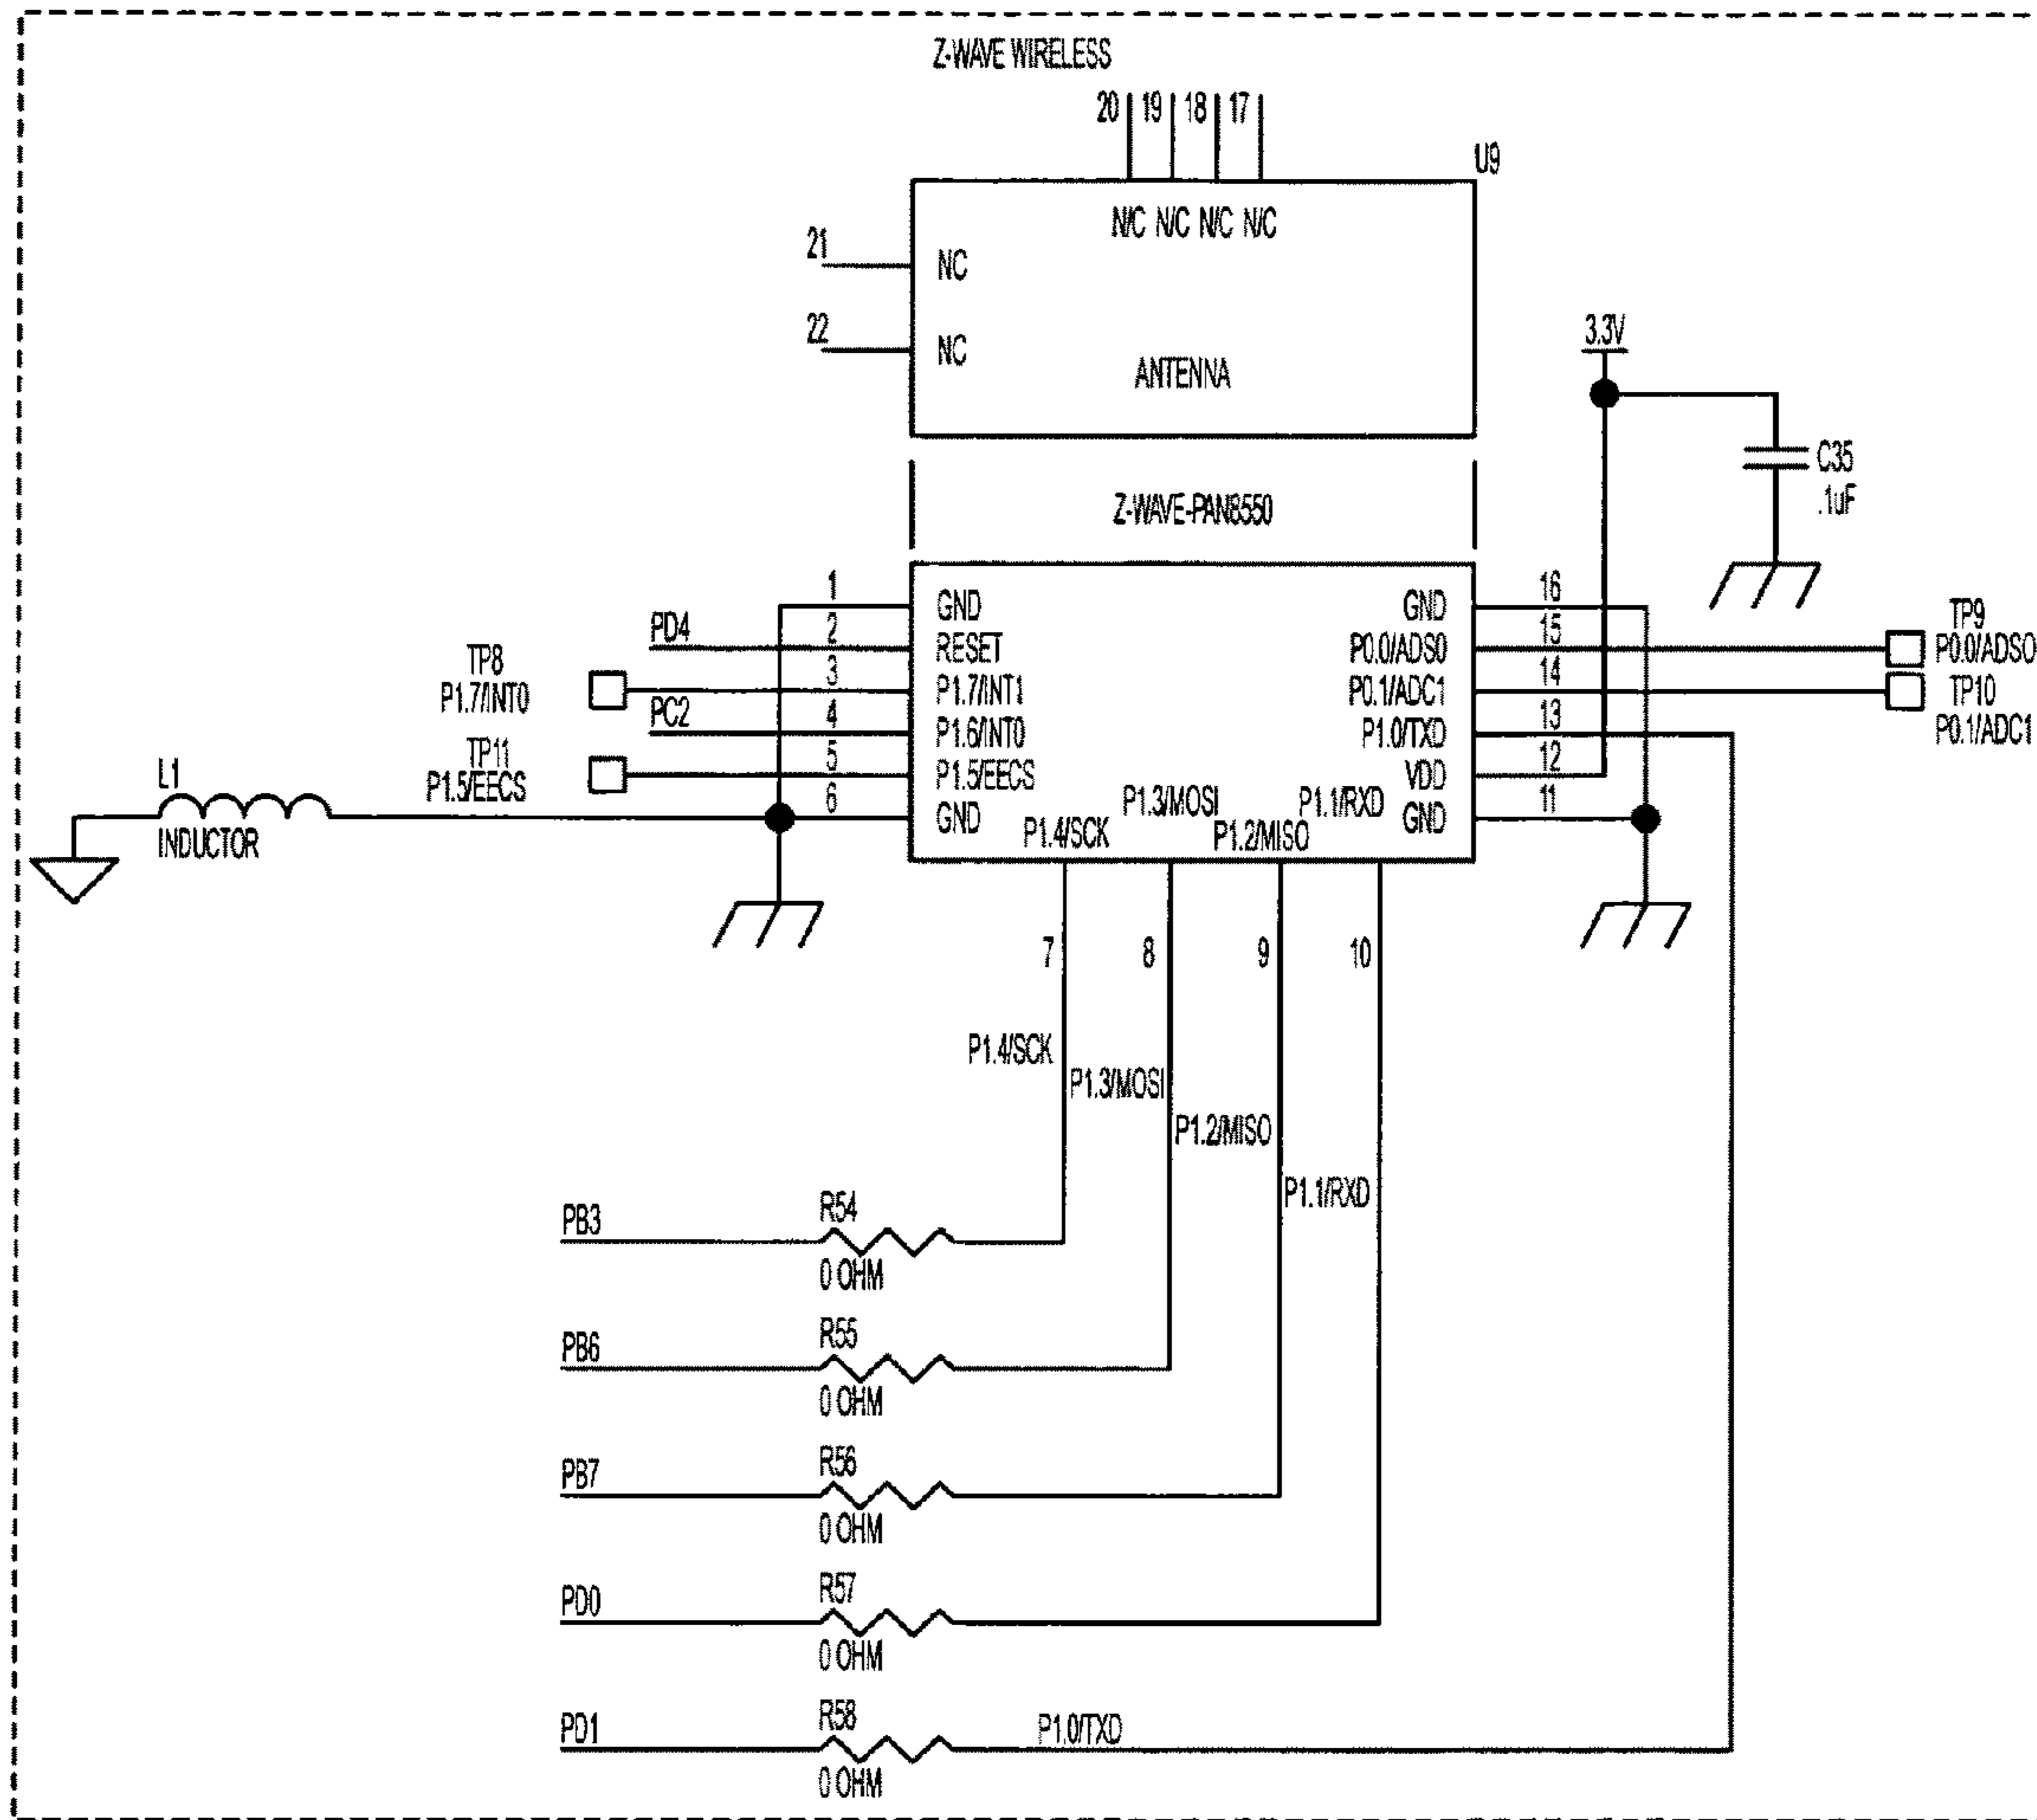 Z-WAVE WIRELESS
20 19 18 17
U9
N/C N/C N/C N/C
21
NC
22
NC
ANTENNA
3.3V
C35
.1uF
Z-WAVE-PAN8550
1
GND
GND
16
PD4
2
RESET
P0.0/ADS0
15
TP9
P0.0/ADSO
TP8
P1.7/INT0
3
P1.7/INT1
P0.1/ADC1
14
TP10
P0.1/ADC1
PC2
4
P1.6/INT0
P1.0/TXD
13
TP11
P1.5/EECS
5
P1.5/EECS
VDD
12
6
GND
GND
11
P1.4/SCK
P1.3/MOSI
P1.2/MISO
P1.1/RXD
L1
INDUCTOR
7
8
9
10
P1.4/SCK
P1.3/MOSI
P1.2/MISO
P1.1/RXD
PB3
R54
0 OHM
PB6
R55
0 OHM
PB7
R56
0 OHM
PD0
R57
0 OHM
PD1
R58
P1.0/TXD
0 OHM